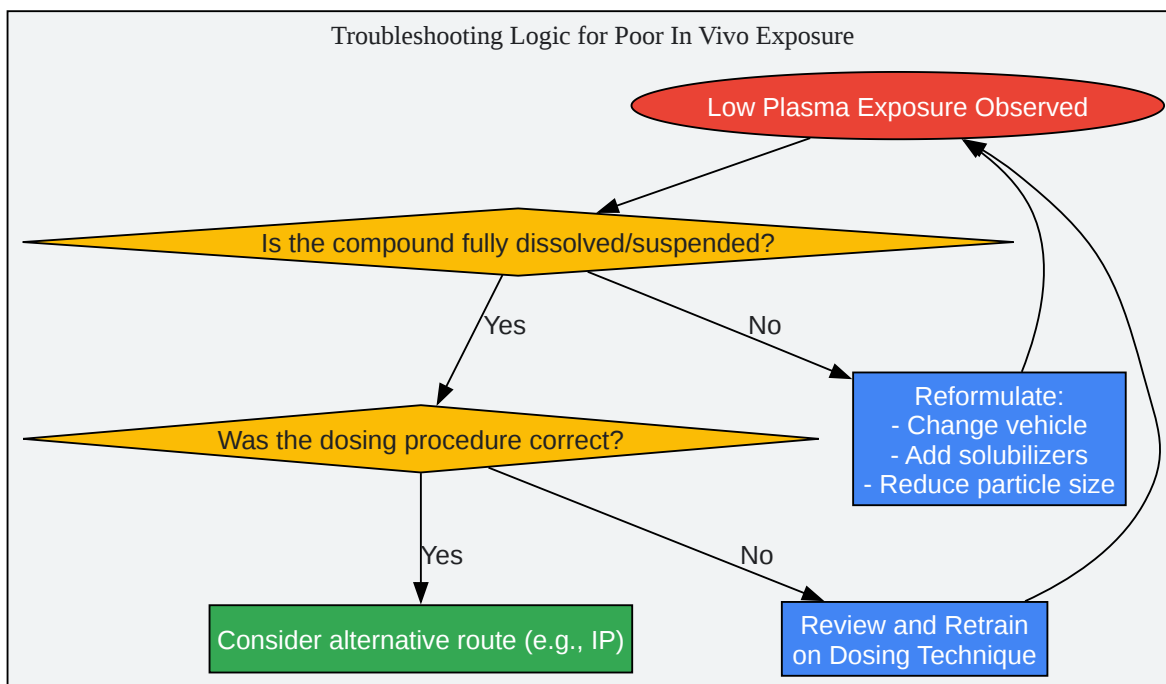 Troubleshooting Logic for Poor In Vivo Exposure
Low Plasma Exposure Observed
Is the compound fully dissolved/suspended?
Yes
No
Reformulate:
- Change vehicle
- Add solubilizers
- Reduce particle size
Was the dosing procedure correct?
Yes
No
Consider alternative route (e.g., IP)
Review and Retrain
on Dosing Technique